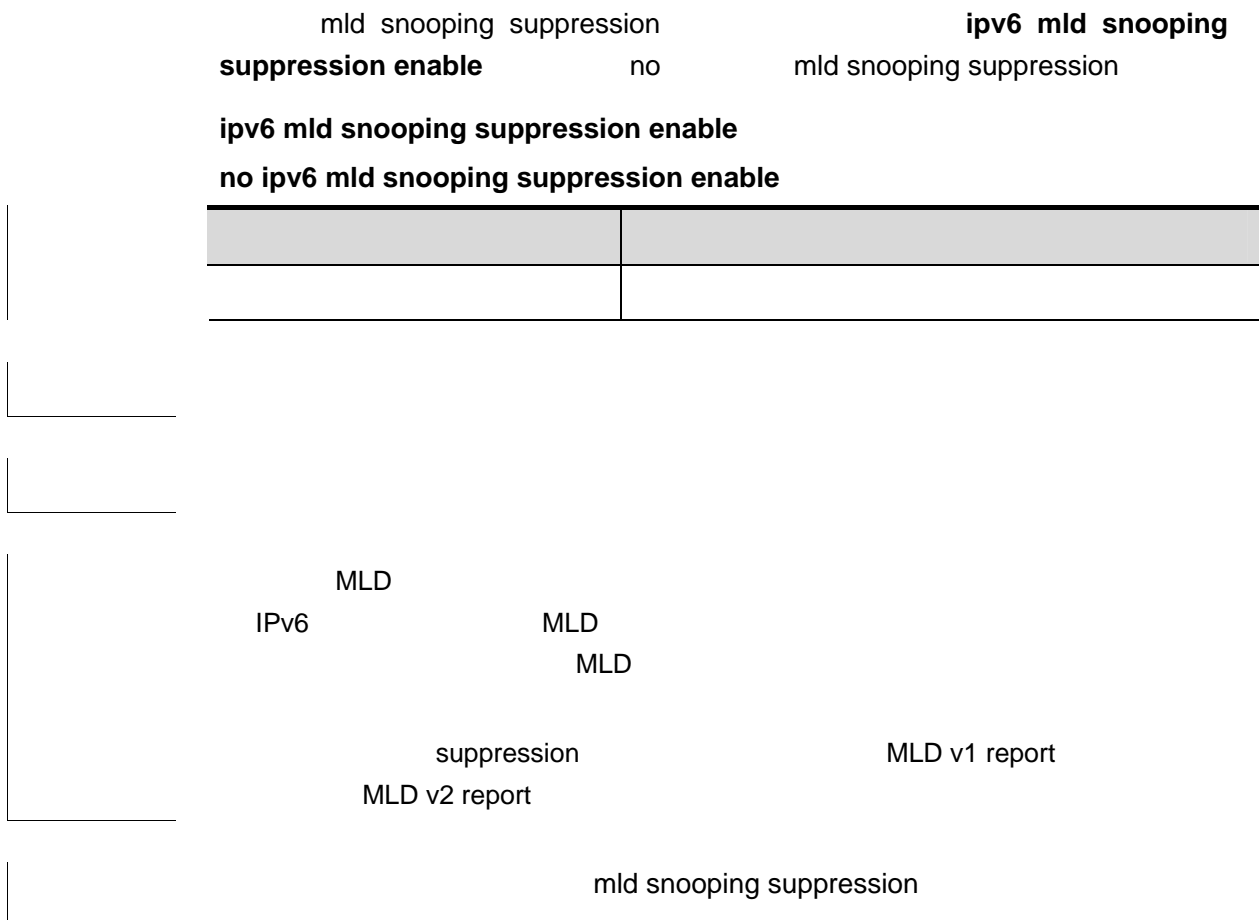 mld snooping suppression ipv6 mld snooping
suppression enable no mld snooping suppression
ipv6 mld snooping suppression enable
no ipv6 mld snooping suppression enable
MLD
IPv6 MLD
MLD
suppression MLD v1 report
MLD v2 report
mld snooping suppression